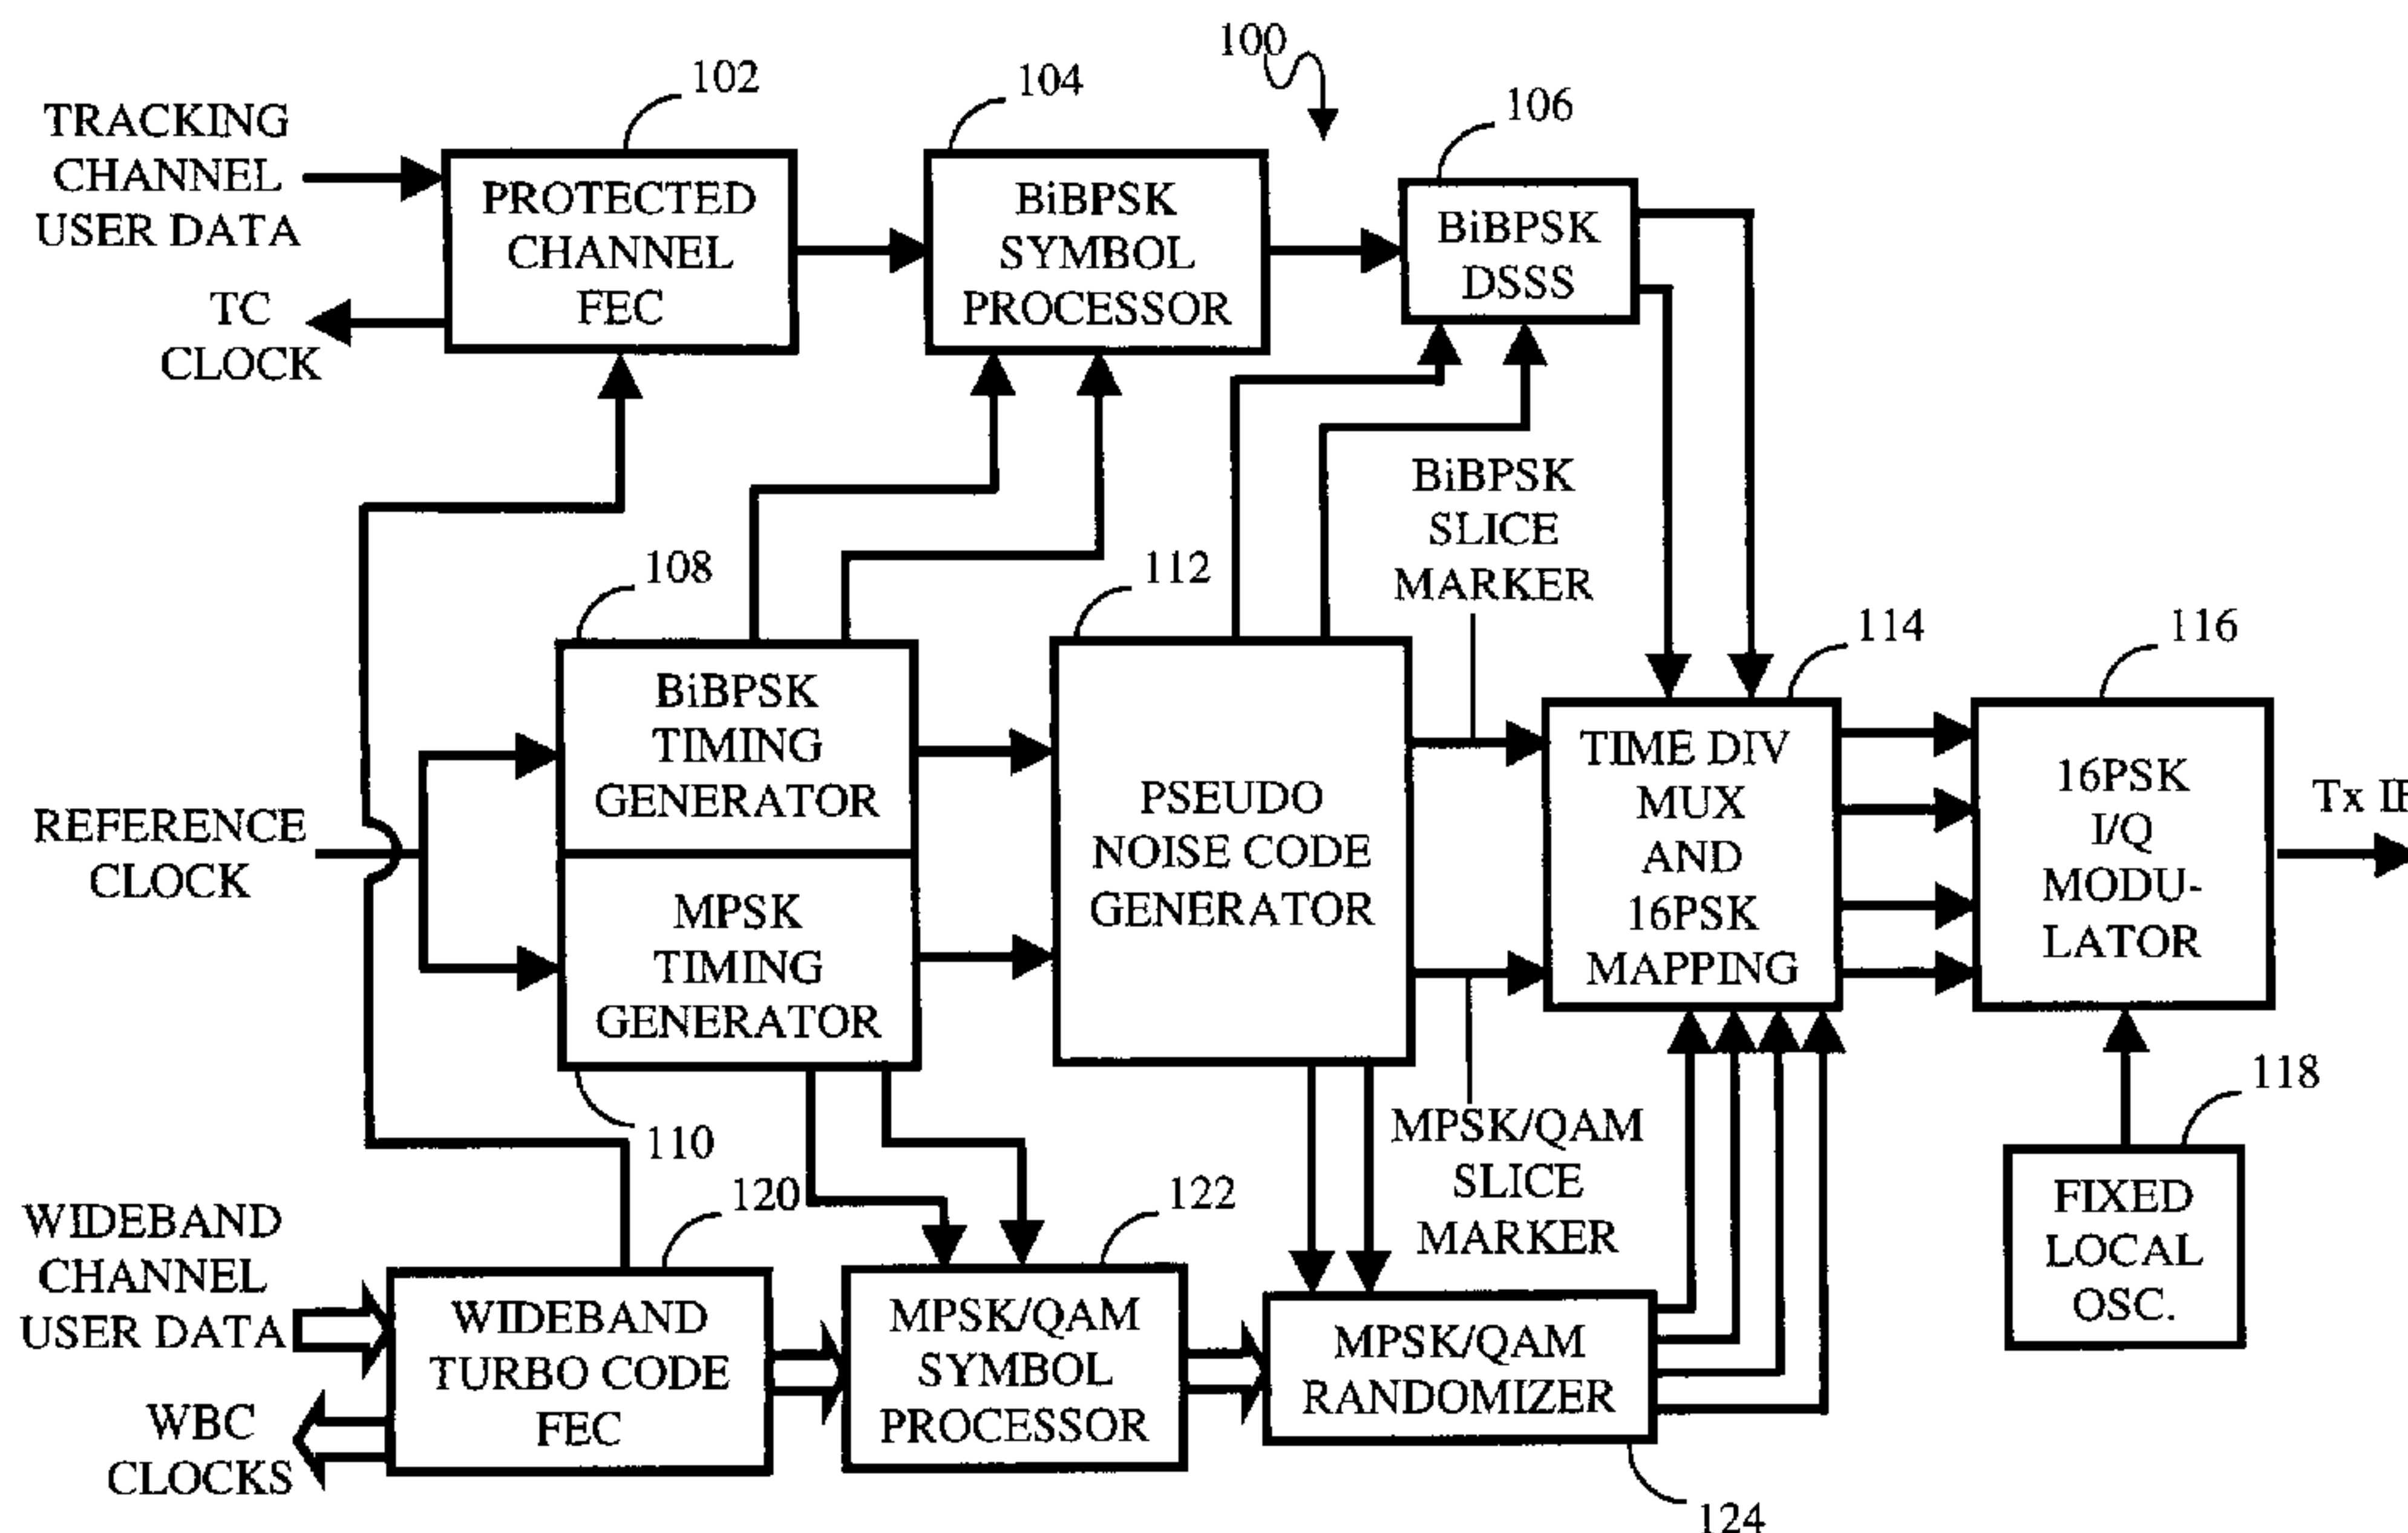 100
102
104
106
TRACKING
CHANNEL
USER DATA
TC
CLOCK
PROTECTED
CHANNEL
FEC
BiBPSK
SYMBOL
PROCESSOR
BiBPSK
DSSS
BiBPSK
SLICE
MARKER
108
112
114
116
BiBPSK
TIMING
GENERATOR
MPSK
TIMING
GENERATOR
110
REFERENCE
CLOCK
PSEUDO
NOISE CODE
GENERATOR
TIME DIV
MUX
AND
16PSK
MAPPING
16PSK
I/Q
MODU-
LATOR
Tx IF
118
FIXED
LOCAL
OSC.
MPSK/QAM
SLICE
MARKER
WIDEBAND
CHANNEL
USER DATA
WBC
CLOCKS
120
WIDEBAND
TURBO CODE
FEC
122
MPSK/QAM
SYMBOL
PROCESSOR
MPSK/QAM
RANDOMIZER
124